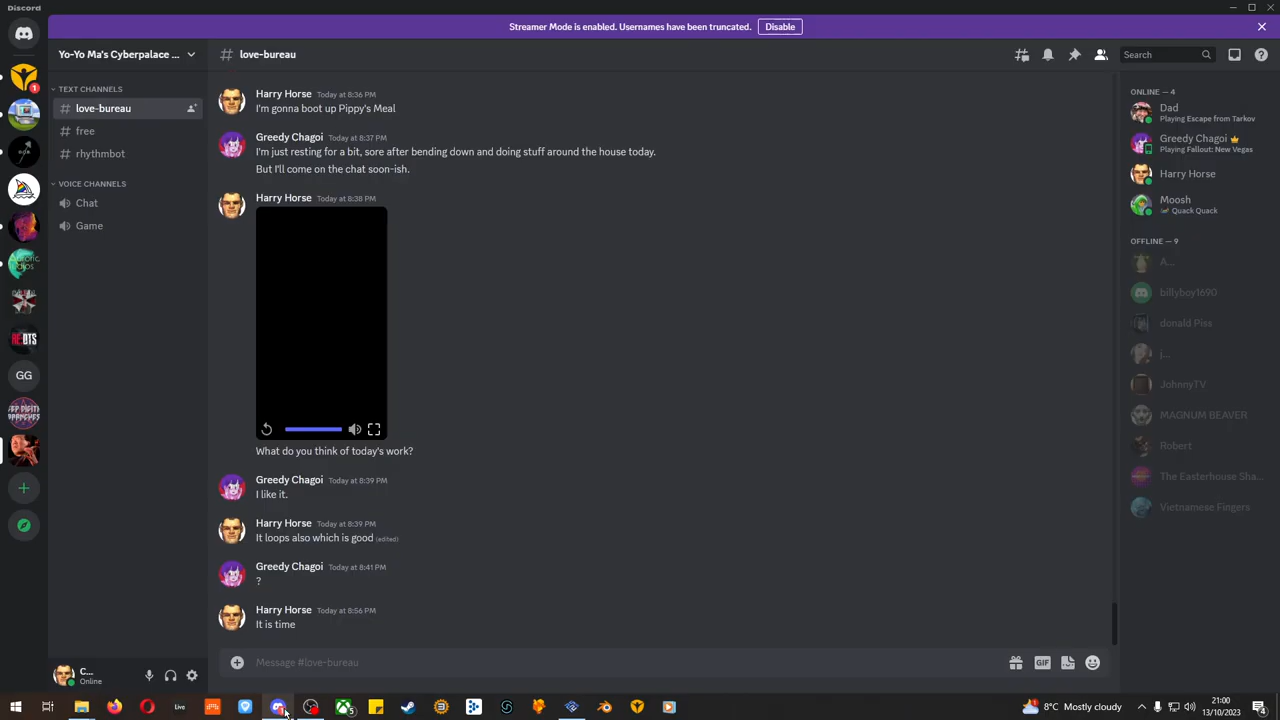 Discord
Streamer Mode is enabled. Usernames have been truncated.
Disable
Yo-Yo Ma's Cyberpalace ...
love-bureau
Search
TEXT CHANNELS
love-bureau
free
rhythmbot
VOICE CHANNELS
Chat
Game
1
GG
Harry Horse Today at 8:36 PM
I'm gonna boot up Pippy's Meal
Greedy Chagoi Today at 8:37 PM
I'm just resting for a bit, sore after bending down and doing stuff around the house today.
But I'll come on the chat soon-ish.
Harry Horse Today at 8:38 PM
What do you think of today's work?
Greedy Chagoi Today at 8:39 PM
I like it.
Harry Horse Today at 8:39 PM
It loops also which is good (edited)
Greedy Chagoi Today at 8:41 PM
?
Harry Horse Today at 8:56 PM
It is time
Message #love-bureau
GIF
ONLINE — 4
Dad
Playing Escape from Tarkov
Greedy Chagoi
Playing Fallout: New Vegas
Harry Horse
Moosh
Quack Quack
OFFLINE — 9
A...
billyboy1690
donald Piss
j...
JohnnyTV
MAGNUM BEAVER
Robert
The Easterhouse Sha...
Vietnamese Fingers
C...
Online
Live
8°C Mostly cloudy
21:00
13/10/2023